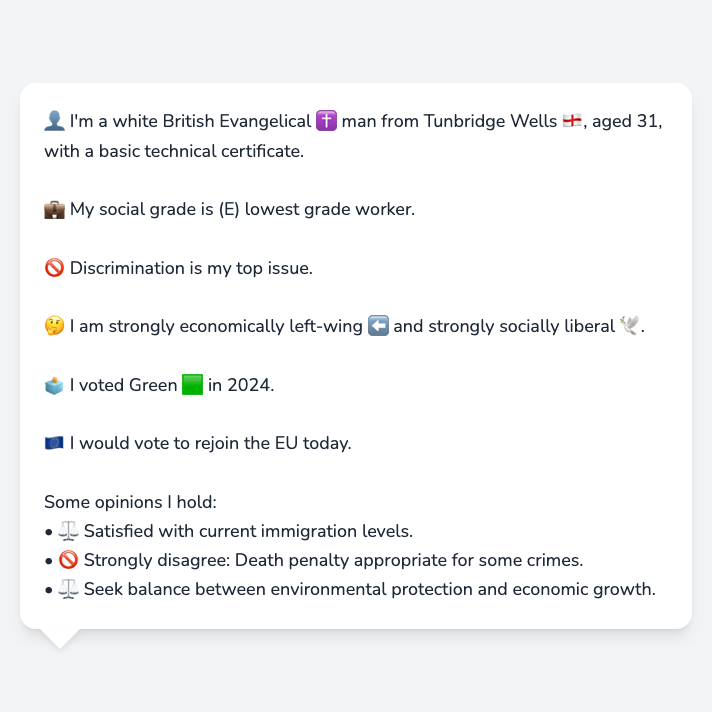 👤 I'm a white British Evangelical ✝️ man from Tunbridge Wells 🏴󠁧󠁢󠁥󠁮󠁧󠁿, aged 31,
with a basic technical certificate.
💼 My social grade is (E) lowest grade worker.
🚫 Discrimination is my top issue.
🤔 I am strongly economically left-wing ⬅️ and strongly socially liberal 🕊️.
🗳️ I voted Green 🟩 in 2024.
🇪🇺 I would vote to rejoin the EU today.
Some opinions I hold:
• ⚖️ Satisfied with current immigration levels.
• 🚫 Strongly disagree: Death penalty appropriate for some crimes.
• ⚖️ Seek balance between environmental protection and economic growth.